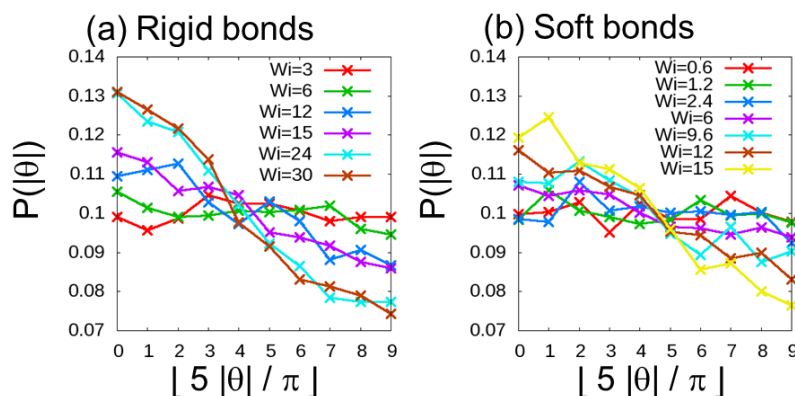 (a) Rigid bonds
P(|θ|)
0.14
0.13
0.12
0.11
0.1
0.09
0.08
0.07
Wi=3
Wi=6
Wi=12
Wi=15
Wi=24
Wi=30
0 1 2 3 4 5 6 7 8 9
⌊ 5 |θ| / π ⌋
(b) Soft bonds
P(|θ|)
0.14
0.13
0.12
0.11
0.1
0.09
0.08
0.07
Wi=0.6
Wi=1.2
Wi=2.4
Wi=6
Wi=9.6
Wi=12
Wi=15
0 1 2 3 4 5 6 7 8 9
⌊ 5 |θ| / π ⌋